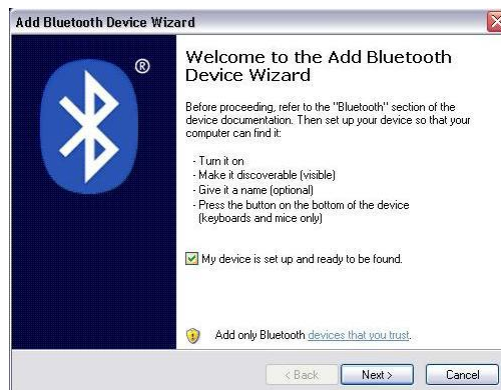 Add Bluetooth Device Wizard
®
Welcome to the Add Bluetooth
Device Wizard
Before proceeding, refer to the "Bluetooth" section of the
device documentation. Then set up your device so that your
computer can find it:
- Turn it on
- Make it discoverable (visible)
- Give it a name (optional)
- Press the button on the bottom of the device
(keyboards and mice only)
My device is set up and ready to be found.
Add only Bluetooth devices that you trust.
< Back Next > Cancel